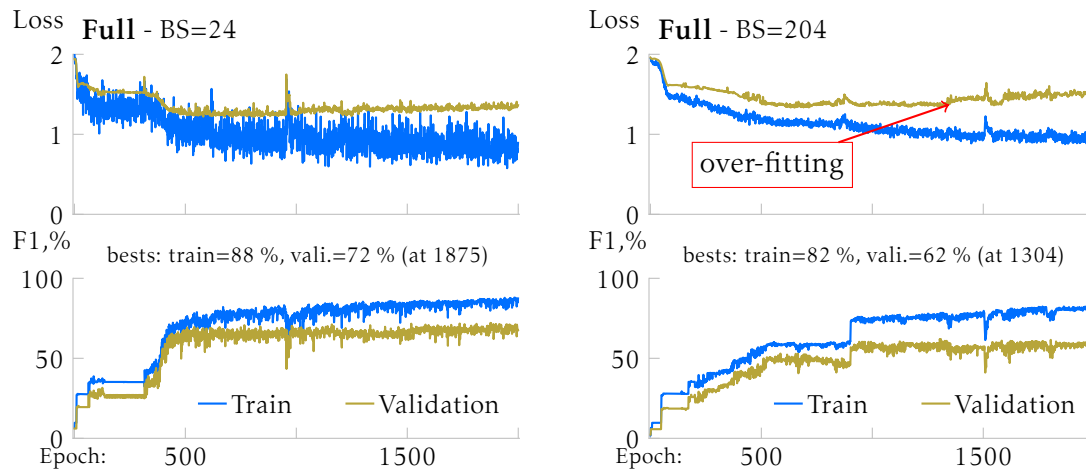 Loss
Full - BS=24
2
1
0
F1,%
bests: train=88 %, vali.=72 % (at 1875)
100
50
0
Train
Validation
Epoch:
500
1500
Loss
Full - BS=204
2
1
0
over-fitting
F1,%
bests: train=82 %, vali.=62 % (at 1304)
100
50
0
Train
Validation
Epoch:
500
1500